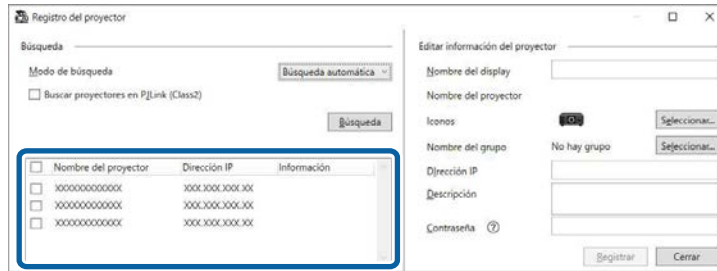 Registro del proyector
Búsqueda
Modo de búsqueda
Búsqueda automática
Buscar proyectores en PJLink (Class2)
Búsqueda
Nombre del proyector Dirección IP Información
XXXXXXXXXXXX XXX.XXX.XXX.XX
XXXXXXXXXXXX XXX.XXX.XXX.XX
XXXXXXXXXXXX XXX.XXX.XXX.XX
Editar información del proyector
Nombre del display
Nombre del proyector
Iconos Seleccionar...
Nombre del grupo No hay grupo Seleccionar...
Dirección IP
Descripción
Contraseña ?
Registrar Cerrar